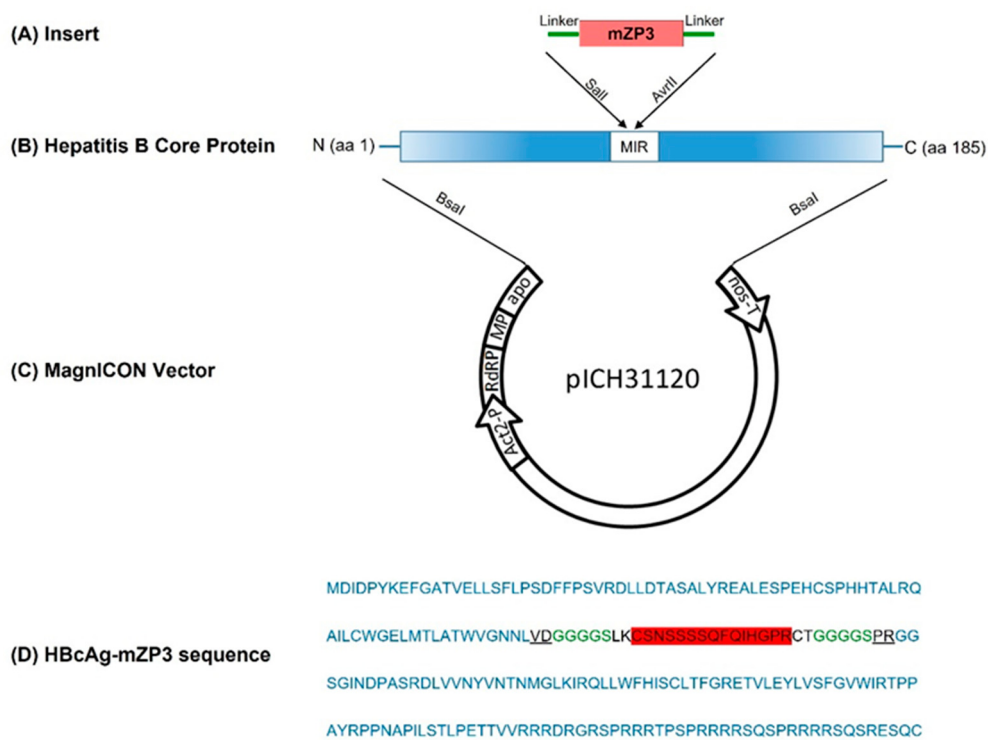 (A) Insert
Linker
mZP3
Linker
SalI
AvrII
(B) Hepatitis B Core Protein
N (aa 1)
MIR
C (aa 185)
BsaI
BsaI
(C) MagnICON Vector
apo
MP
RdRP
Act2-P
nos-T
pICH31120
(D) HBcAg-mZP3 sequence
MDIDPYKEFGATVELLSFLPSDFFPSVRDLLDTASALYREALESPEHCSPHHTALRQ
AILCWGELMTLATWVGNNLVDGGGGSLKCSNSSSSQFQIHGPRCTGGGGSPRGG
SGINDPASRDLVVNYVNTNMGLKIRQLLWFHISCLTFGRETVLEYLVSFGVWIRTPP
AYRPPNAPILSTLPETTVVRRRDRGRSPRRRTPSPRRRRSQSPRRRRSQSRESQC